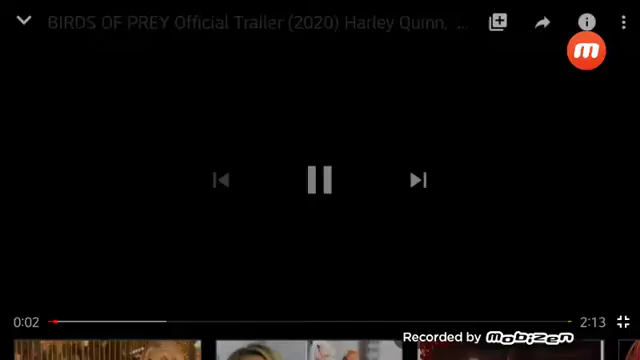 BIRDS OF PREY Official Trailer (2020) Harley Quinn, ...
0:02
2:13
Recorded by mobizen